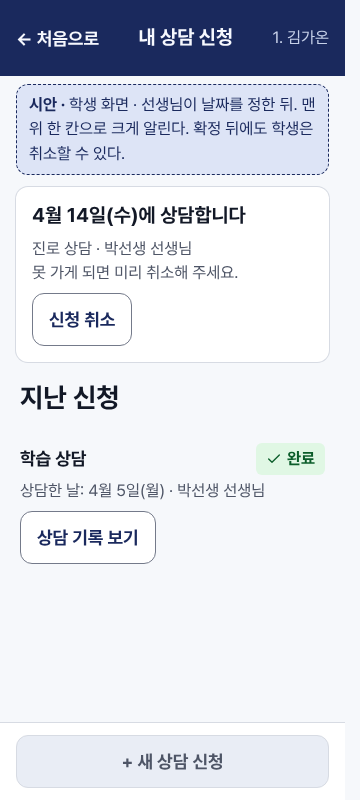 ← 처음으로
내 상담 신청
1. 김가온
시안 · 학생 화면 · 선생님이 날짜를 정한 뒤. 맨
위 한 칸으로 크게 알린다. 확정 뒤에도 학생은
취소할 수 있다.
4월 14일(수)에 상담합니다
진로 상담 · 박선생 선생님
못 가게 되면 미리 취소해 주세요.
신청 취소
지난 신청
학습 상담
✓ 완료
상담한 날: 4월 5일(월) · 박선생 선생님
상담 기록 보기
+ 새 상담 신청